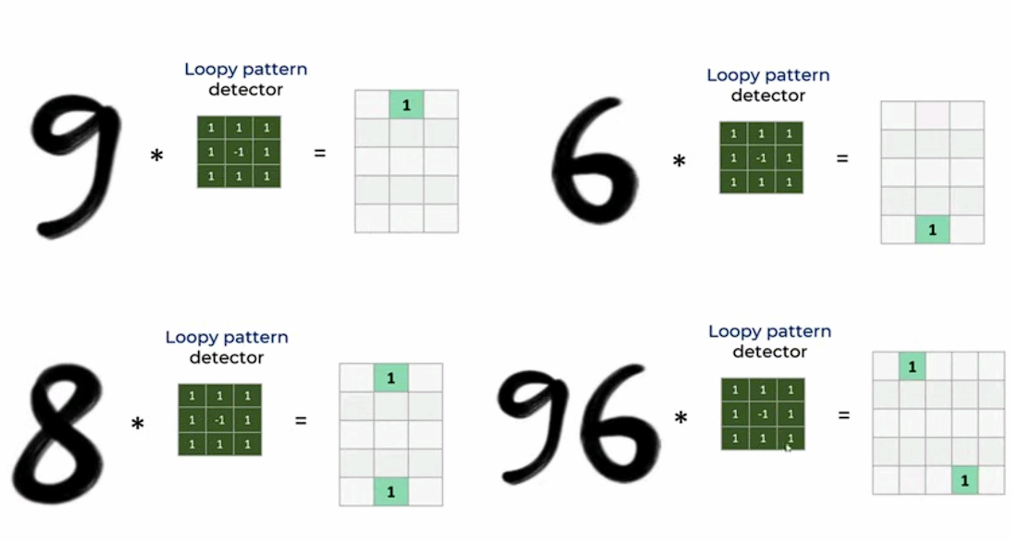 Loopy pattern
detector
9 * = 1
1 1 1
1 -1 1
1 1 1
Loopy pattern
detector
6 * = 1
1 1 1
1 -1 1
1 1 1
Loopy pattern
detector
8 * = 1
1 1 1
1 -1 1
1 1 1
1
Loopy pattern
detector
96 * = 1
1 1 1
1 -1 1
1 1 1
1